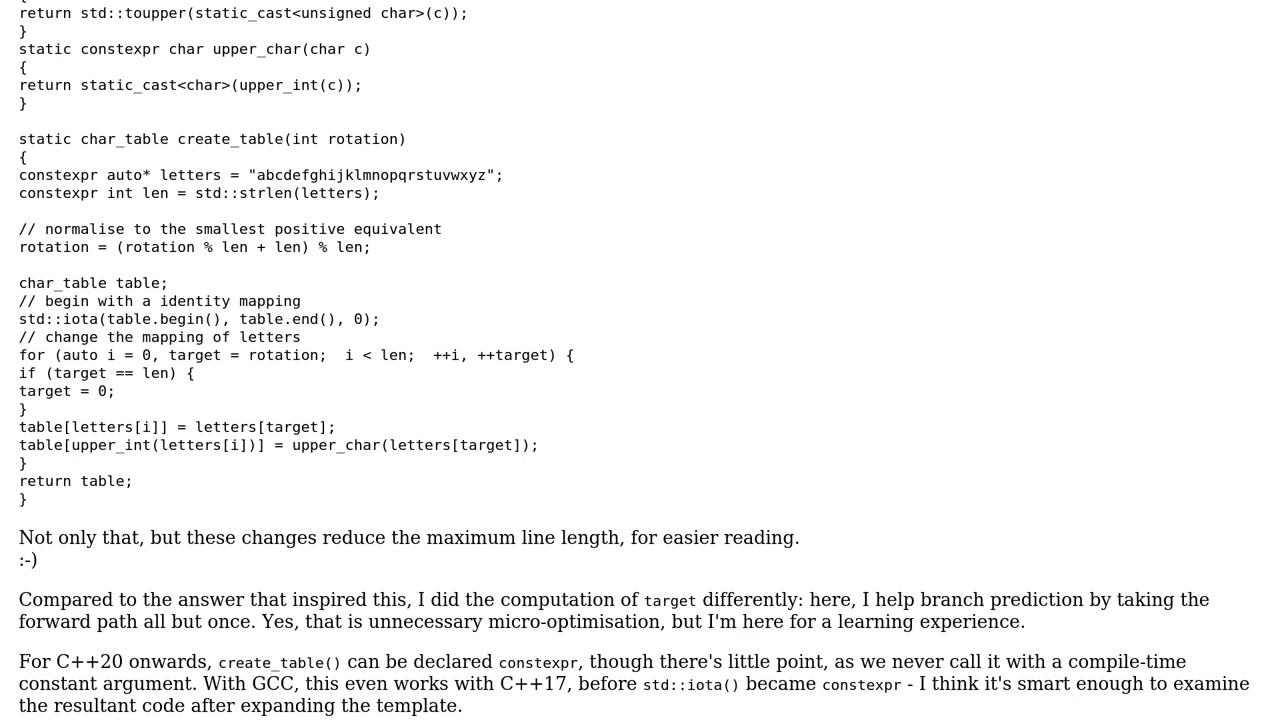 {
return std::toupper(static_cast<unsigned char>(c));
}
static constexpr char upper_char(char c)
{
return static_cast<char>(upper_int(c));
}

static char_table create_table(int rotation)
{
constexpr auto* letters = "abcdefghijklmnopqrstuvwxyz";
constexpr int len = std::strlen(letters);

// normalise to the smallest positive equivalent
rotation = (rotation % len + len) % len;

char_table table;
// begin with a identity mapping
std::iota(table.begin(), table.end(), 0);
// change the mapping of letters
for (auto i = 0, target = rotation;  i < len;  ++i, ++target) {
if (target == len) {
target = 0;
}
table[letters[i]] = letters[target];
table[upper_int(letters[i])] = upper_char(letters[target]);
}
return table;
}

Not only that, but these changes reduce the maximum line length, for easier reading.
:-)

Compared to the answer that inspired this, I did the computation of target differently: here, I help branch prediction by taking the
forward path all but once. Yes, that is unnecessary micro-optimisation, but I'm here for a learning experience.

For C++20 onwards, create_table() can be declared constexpr, though there's little point, as we never call it with a compile-time
constant argument. With GCC, this even works with C++17, before std::iota() became constexpr - I think it's smart enough to examine
the resultant code after expanding the template.